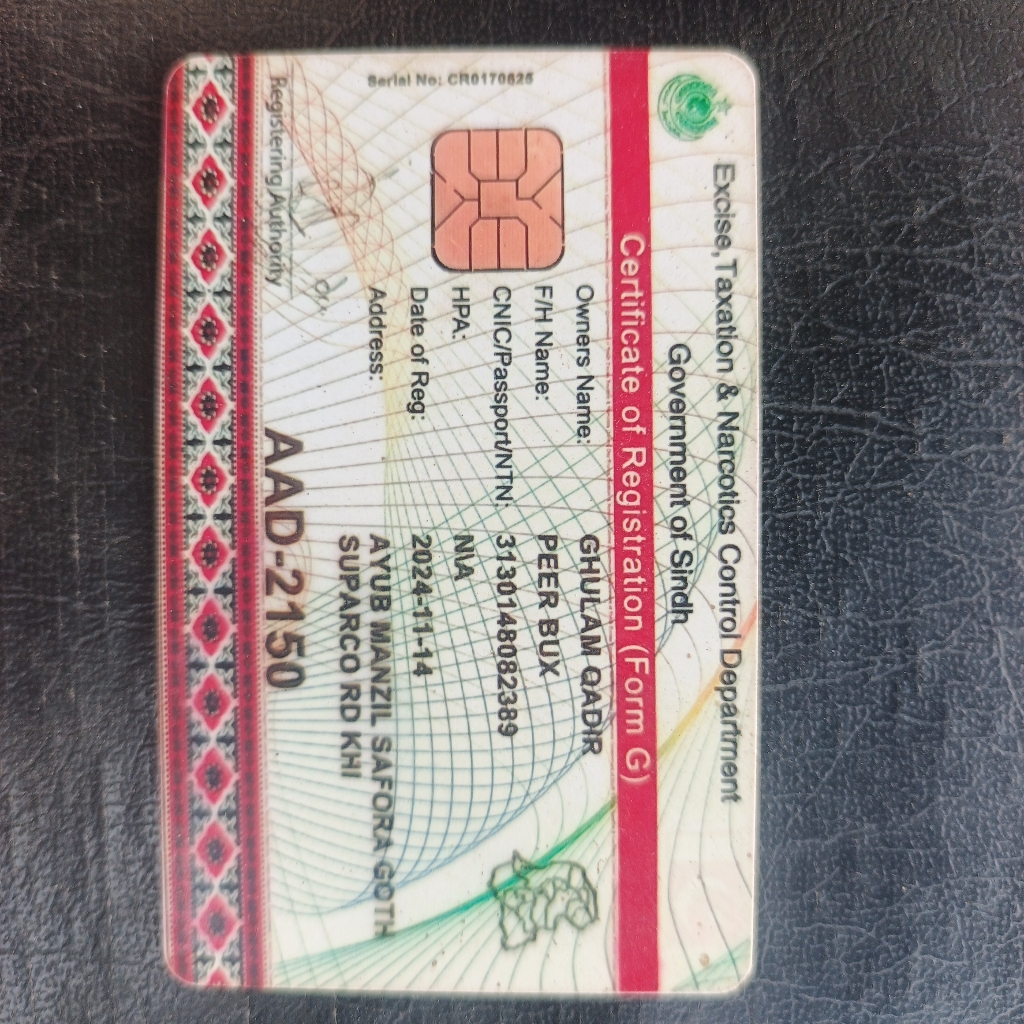 Excise,Taxation & Narcotics Control Department
Government of Sindh
Certificate of Registration (Form G)
Serial No: CR0170625
Owners Name: GHULAM QADIR
F/H Name: PEER BUX
CNIC/Passport/NTN: 3130148082389
HPA: N\A
Date of Reg: 2024-11-14
Address: AYUB MANZIL SAFORA GOTH
SUPARCO RD KHI
Registering Authority
AAD-2150